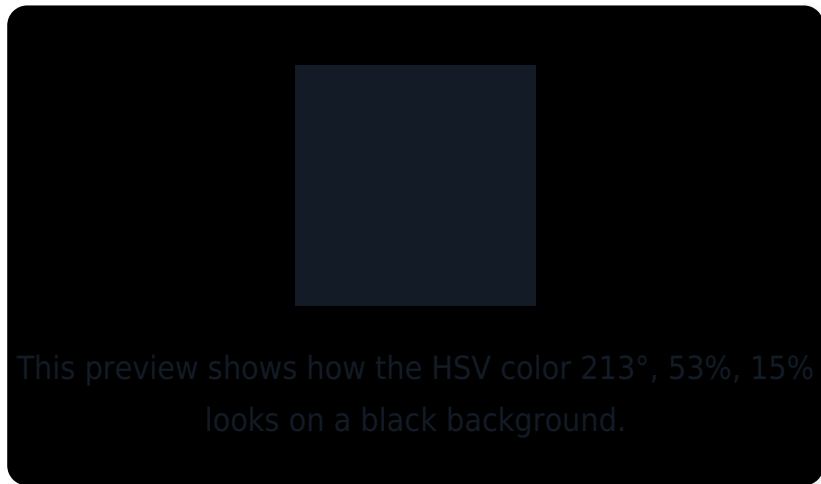 This preview shows how the HSV color 213°, 53%, 15%
looks on a black background.